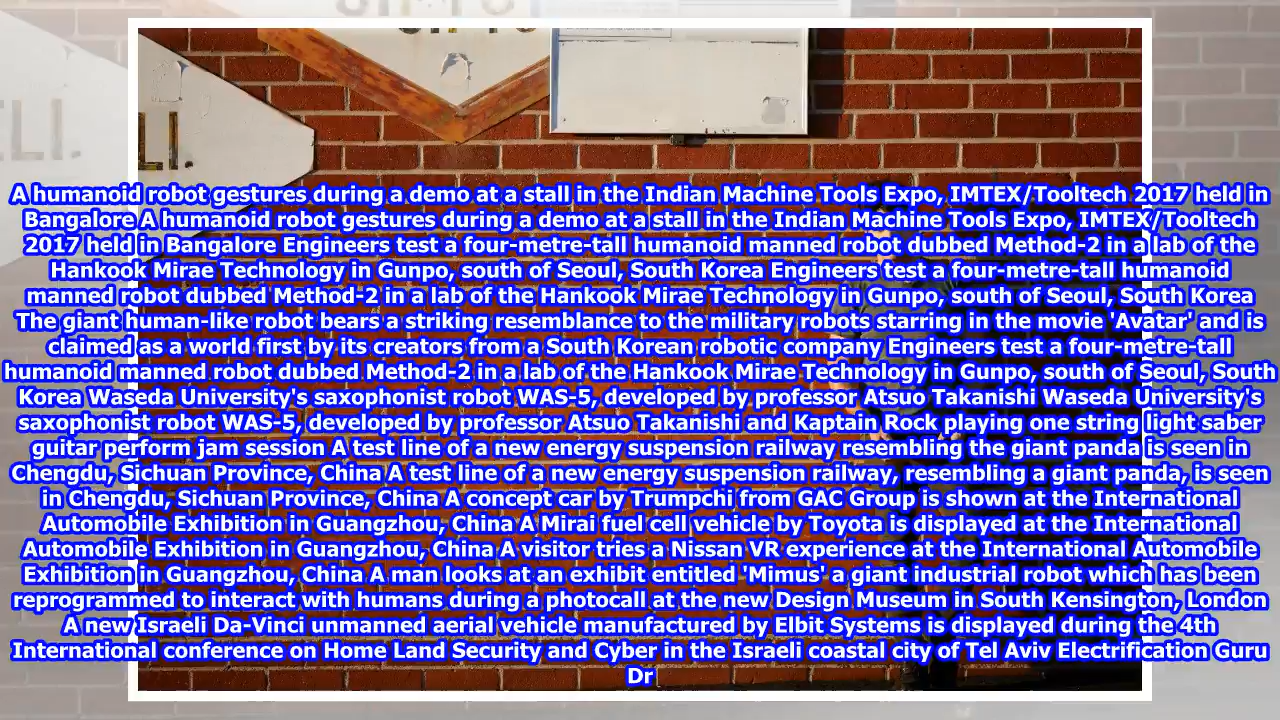 LLI.
LI.
A humanoid robot gestures during a demo at a stall in the Indian Machine Tools Expo, IMTEX/Tooltech 2017 held in
Bangalore A humanoid robot gestures during a demo at a stall in the Indian Machine Tools Expo, IMTEX/Tooltech
2017 held in Bangalore Engineers test a four-metre-tall humanoid manned robot dubbed Method-2 in a lab of the
Hankook Mirae Technology in Gunpo, south of Seoul, South Korea Engineers test a four-metre-tall humanoid
manned robot dubbed Method-2 in a lab of the Hankook Mirae Technology in Gunpo, south of Seoul, South Korea
The giant human-like robot bears a striking resemblance to the military robots starring in the movie 'Avatar' and is
claimed as a world first by its creators from a South Korean robotic company Engineers test a four-metre-tall
humanoid manned robot dubbed Method-2 in a lab of the Hankook Mirae Technology in Gunpo, south of Seoul, South
Korea Waseda University's saxophonist robot WAS-5, developed by professor Atsuo Takanishi Waseda University's
saxophonist robot WAS-5, developed by professor Atsuo Takanishi and Kaptain Rock playing one string light saber
guitar perform jam session A test line of a new energy suspension railway resembling the giant panda is seen in
Chengdu, Sichuan Province, China A test line of a new energy suspension railway, resembling a giant panda, is seen
in Chengdu, Sichuan Province, China A concept car by Trumpchi from GAC Group is shown at the International
Automobile Exhibition in Guangzhou, China A Mirai fuel cell vehicle by Toyota is displayed at the International
Automobile Exhibition in Guangzhou, China A visitor tries a Nissan VR experience at the International Automobile
Exhibition in Guangzhou, China A man looks at an exhibit entitled 'Mimus' a giant industrial robot which has been
reprogrammed to interact with humans during a photocall at the new Design Museum in South Kensington, London
A new Israeli Da-Vinci unmanned aerial vehicle manufactured by Elbit Systems is displayed during the 4th
International conference on Home Land Security and Cyber in the Israeli coastal city of Tel Aviv Electrification Guru
Dr